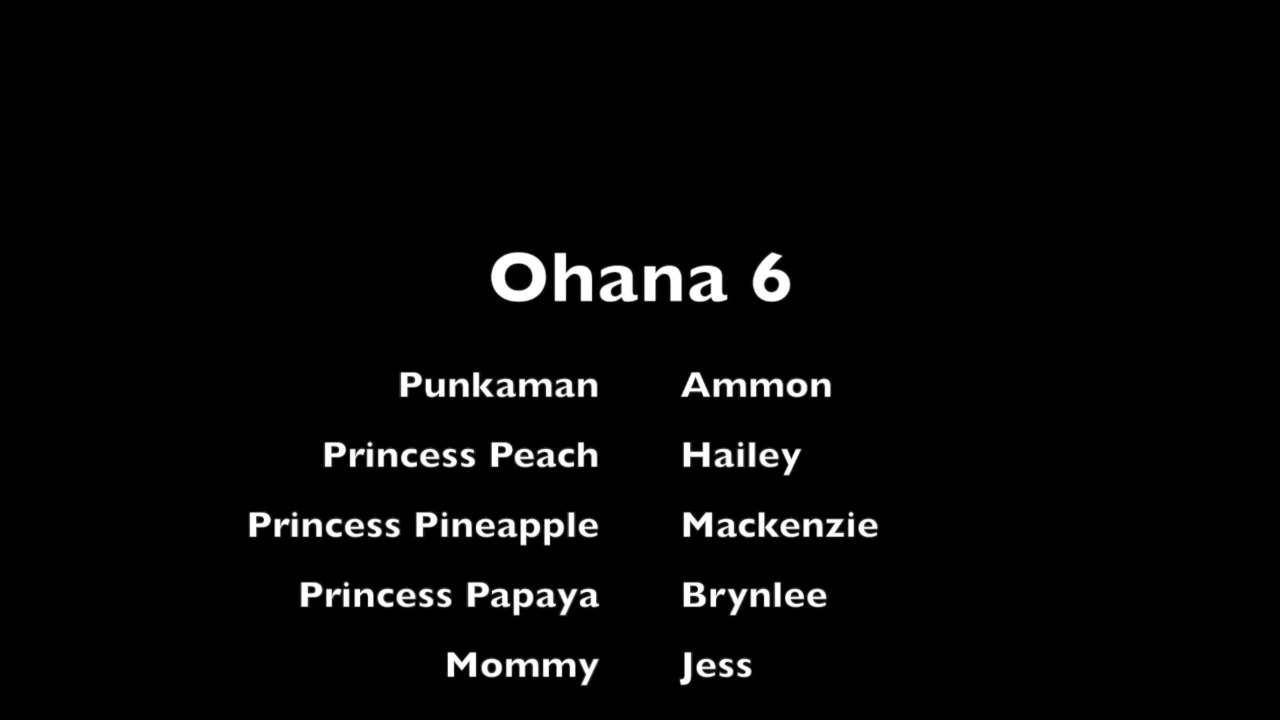 Ohana 6
Punkaman Ammon
Princess Peach Hailey
Princess Pineapple Mackenzie
Princess Papaya Brynlee
Mommy Jess